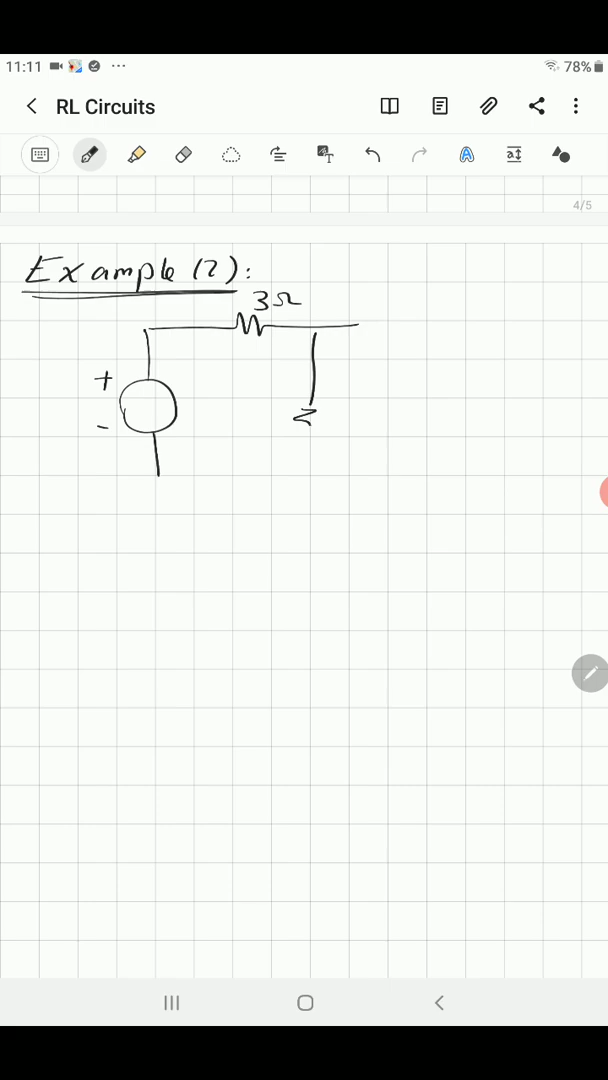 11:11 78%
RL Circuits
4/5
Example (2):
3Ω
+
-